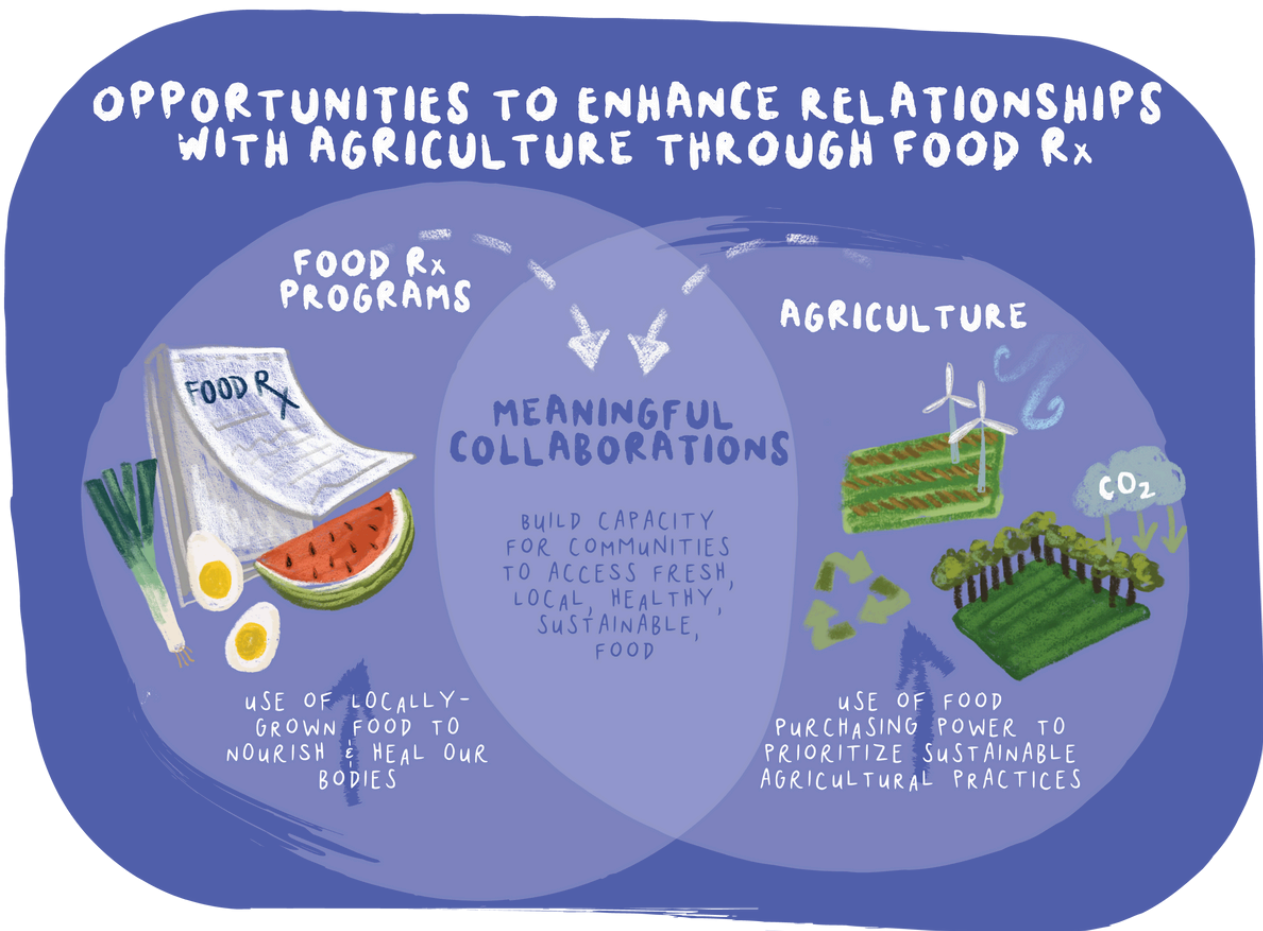 OPPORTUNITIES TO ENHANCE RELATIONSHIPS
WITH AGRICULTURE THROUGH FOOD Rx
FOOD Rx
PROGRAMS
FOOD Rx
USE OF LOCALLY-
GROWN FOOD TO
NOURISH & HEAL OUR
BODIES
MEANINGFUL
COLLABORATIONS
BUILD CAPACITY
FOR COMMUNITIES
TO ACCESS FRESH,
LOCAL, HEALTHY,
SUSTAINABLE,
FOOD
AGRICULTURE
CO2
USE OF FOOD
PURCHASING POWER TO
PRIORITIZE SUSTAINABLE
AGRICULTURAL PRACTICES